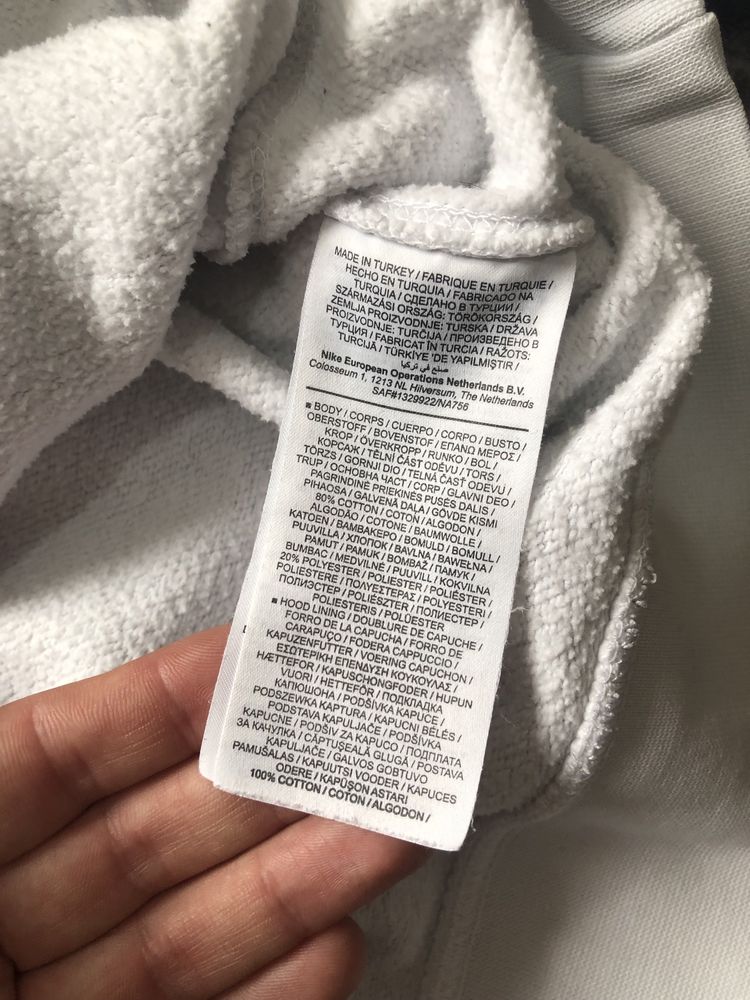 MADE IN TURKEY / FABRIQUE EN TURQUIE /
HECHO EN TURQUIA / FABRICADO NA
TURQUIA / СДЕЛАНО В ТУРЦИИ /
SZÁRMAZÁSI ORSZÁG: TÖRÖKORSZÁG /
ZEMLJA PROIZVODNJE: TURSKA / DRŽAVA
PROIZVODNJE: TURČIJA / ПРОИЗВЕДЕНО В
ТУРЦИЯ / FABRICAT ÎN TURCIA / RAŽOTS:
TURCIJĀ / TÜRKİYE 'DE YAPILMIŞTIR /
صنع في تركيا
Nike European Operations Netherlands B.V.
Colosseum 1, 1213 NL Hilversum, The Netherlands
SAF#1329922/NA756
■ BODY / CORPS / CUERPO / CORPO / BUSTO /
OBERSTOFF / BOVENSTOF / ΕΠΑΝΩ ΜΕΡΟΣ /
KROP / ÖVERKROPP / RUNKO / BOL /
КОРСАЖ / TĚLNÍ ČÁST ODĚVU / TORS /
TÖRZS / GORNJI DIO / TELNÁ ČASŤ ODEVU /
TRUP / ОСНОВНА ЧАСТ / CORP / GLAVNI DEO /
PAGRINDINĖ PRIEKINĖS PUSĖS DALIS /
PIHAOSA / GALVENĀ DAĻA / GÖVDE KISMI
80% COTTON / COTON / ALGODON /
ALGODÃO / COTONE / BAUMWOLLE /
KATOEN / ΒΑΜΒΑΚΕΡΟ / BOMULD / BOMULL /
PUUVILLA / ХЛОПОК / BAVLNA / BAWEŁNA /
PAMUT / PAMUK / BOMBAŽ / ПАМУК /
BUMBAC / MEDVILNĖ / PUUVILL / KOKVILNA
20% POLYESTER / POLIESTER / POLIÉSTER /
POLIESTERE / ΠΟΛΥΕΣΤΕΡΑΣ / POLYESTERI /
ПОЛИЭСТЕР / POLIÉSZTER / ПОЛИЕСТЕР /
POLIESTERIS / POLÜESTER
■ HOOD LINING / DOUBLURE DE CAPUCHE /
FORRO DE LA CAPUCHA / FORRO DE
CARAPUÇO / FODERA CAPPUCCIO /
KAPUZENFUTTER / VOERING CAPUCHON /
ΕΣΩΤΕΡΙΚΗ ΕΠΕΝΔΥΣΗ ΚΟΥΚΟΥΛΑΣ /
HÆTTEFOR / KAPUSCHONGFODER / HUPUN
VUORI / HETTEFÔR / ПОДКЛАДКА
КАПЮШОНА / PODŠÍVKA KAPUCE /
PODSZEWKA KAPTURA / KAPUCNI BÉLÉS /
PODSTAVA KAPULJAČE / PODŠÍVKA
KAPUCNE / PODŠIV ZA KAPUCO / ПОДПЛАТА
ЗА КАЧУЛКА / CĂPTUȘEALĂ GLUGĂ / POSTAVA
KAPULJAČE / GALVOS GOBTUVO
PAMUŠALAS / KAPUUTSI VOODER / KAPUCES
ODERE / KAPÜŞON ASTARI
100% COTTON / COTON / ALGODON /